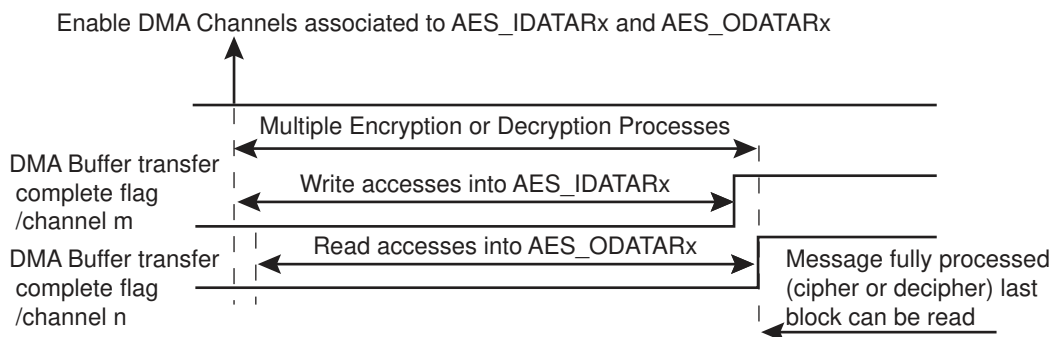 Enable DMA Channels associated to AES_IDATARx and AES_ODATARx
Multiple Encryption or Decryption Processes
DMA Buffer transfer
complete flag
/channel m
Write accesses into AES_IDATARx
Read accesses into AES_ODATARx
DMA Buffer transfer
complete flag
/channel n
Message fully processed
(cipher or decipher) last
block can be read